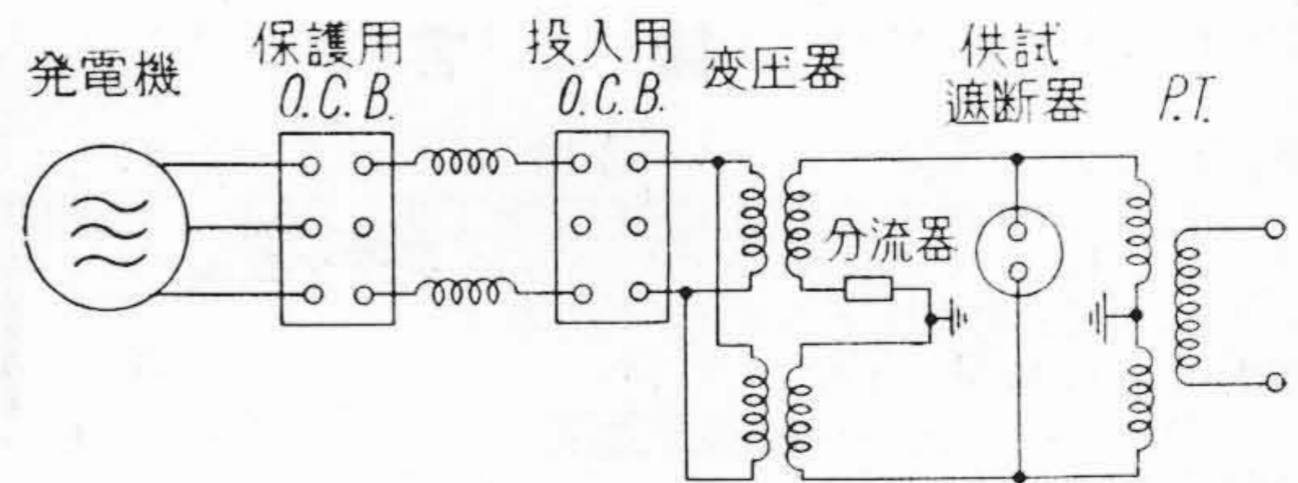 発電機
保護用
O.C.B.
投入用
O.C.B.
変圧器
供試
遮断器
P.T.
分流器